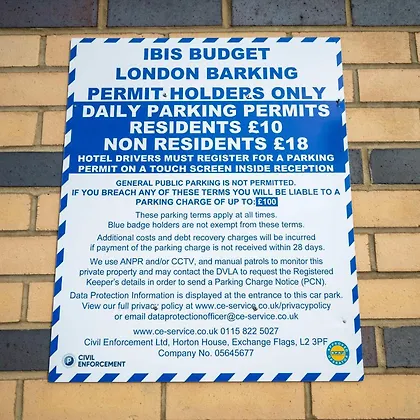 IBIS BUDGET
LONDON BARKING
PERMIT HOLDERS ONLY
DAILY PARKING PERMITS
RESIDENTS £10
NON RESIDENTS £18
HOTEL DRIVERS MUST REGISTER FOR A PARKING
PERMIT ON A TOUCH SCREEN INSIDE RECEPTION
GENERAL PUBLIC PARKING IS NOT PERMITTED.
IF YOU BREACH ANY OF THESE TERMS YOU WILL BE LIABLE TO A
PARKING CHARGE OF UP TO: £100
These parking terms apply at all times.
Blue badge holders are not exempt from these terms.
Additional costs and debt recovery charges will be incurred
if payment of the parking charge is not received within 28 days.
We use ANPR and/or CCTV, and manual patrols to monitor this
private property and may contact the DVLA to request the Registered
Keeper's details in order to send a Parking Charge Notice (PCN).
Data Protection Information is displayed at the entrance to this car park.
View our full privacy policy at www.ce-service.co.uk/privacypolicy
or email dataprotectionofficer@ce-service.co.uk
www.ce-service.co.uk 0115 822 5027
Civil Enforcement Ltd, Horton House, Exchange Flags, L2 3PF
Company No. 05645677
P CIVIL
ENFORCEMENT